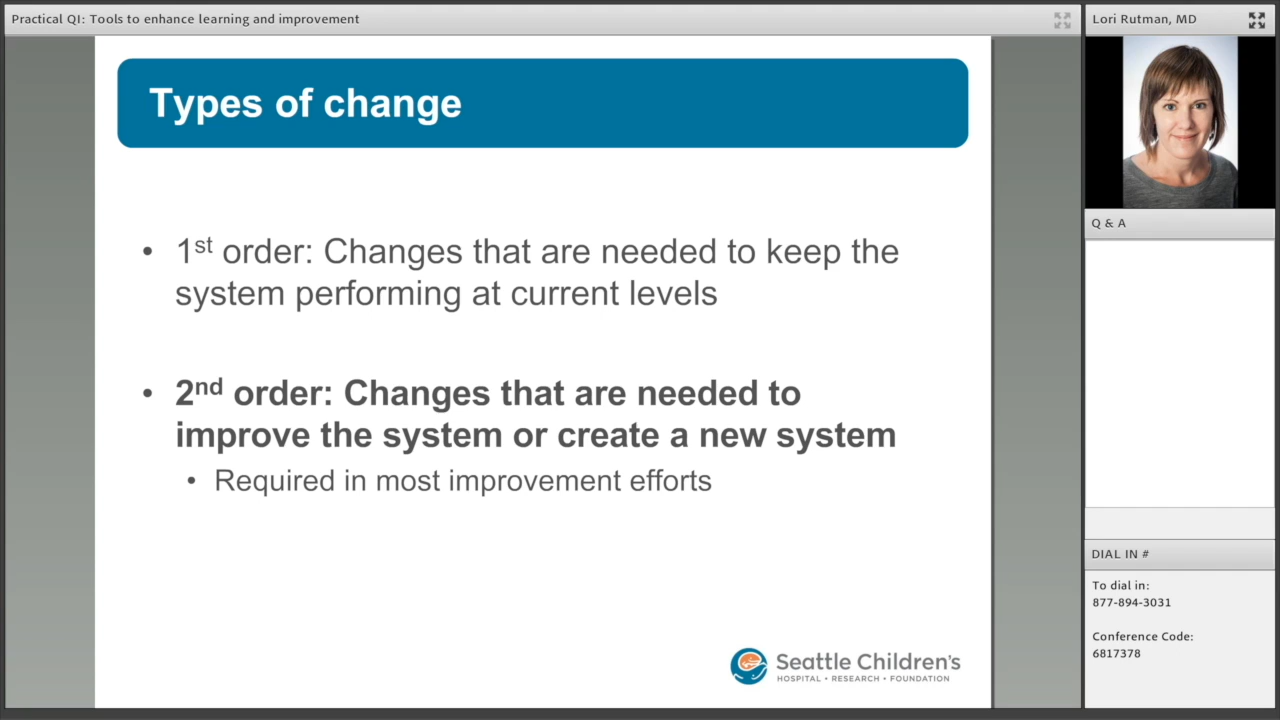 Practical QI: Tools to enhance learning and improvement
Types of change
• 1st order: Changes that are needed to keep the
system performing at current levels
• 2nd order: Changes that are needed to
improve the system or create a new system
• Required in most improvement efforts
Seattle Children's
HOSPITAL • RESEARCH • FOUNDATION
Lori Rutman, MD
Q & A
DIAL IN #
To dial in:
877-894-3031
Conference Code:
6817378